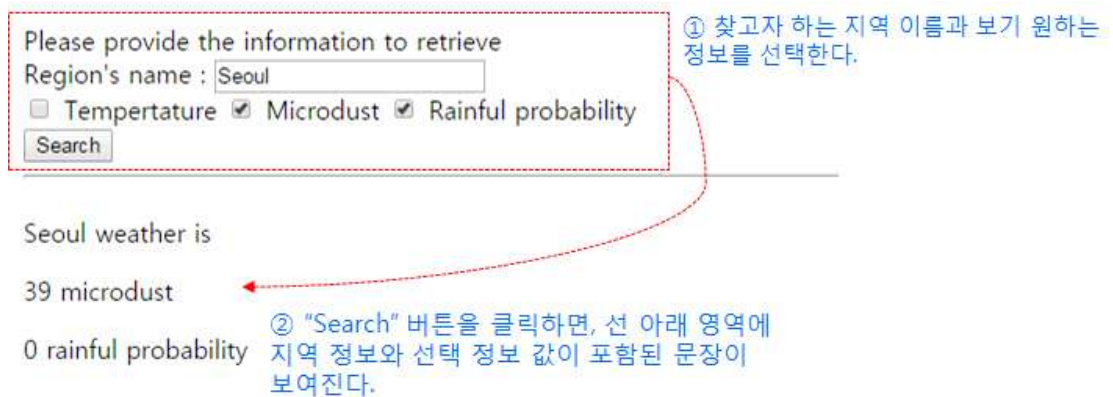 Please provide the information to retrieve
Region's name : Seoul
Tempertature Microdust Rainful probability
Search
① 찾고자 하는 지역 이름과 보기 원하는
정보를 선택한다.
Seoul weather is
39 microdust
0 rainful probability
② "Search" 버튼을 클릭하면, 선 아래 영역에
지역 정보와 선택 정보 값이 포함된 문장이
보여진다.